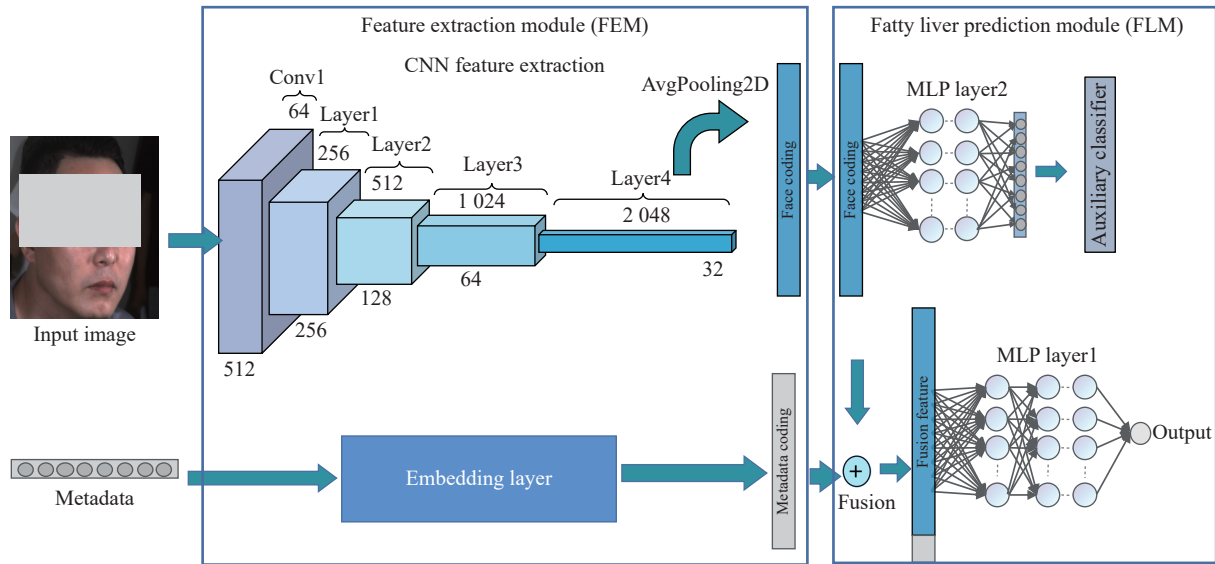 Feature extraction module (FEM)
CNN feature extraction
Conv1
64
Layer1
256
Layer2
512
Layer3
1 024
Layer4
2 048
AvgPooling2D
512
256
128
64
32
Face coding
Input image
Metadata
Embedding layer
Metadata coding
Fatty liver prediction module (FLM)
Face coding
MLP layer2
Auxiliary classifier
Fusion
Fusion feature
MLP layer1
Output